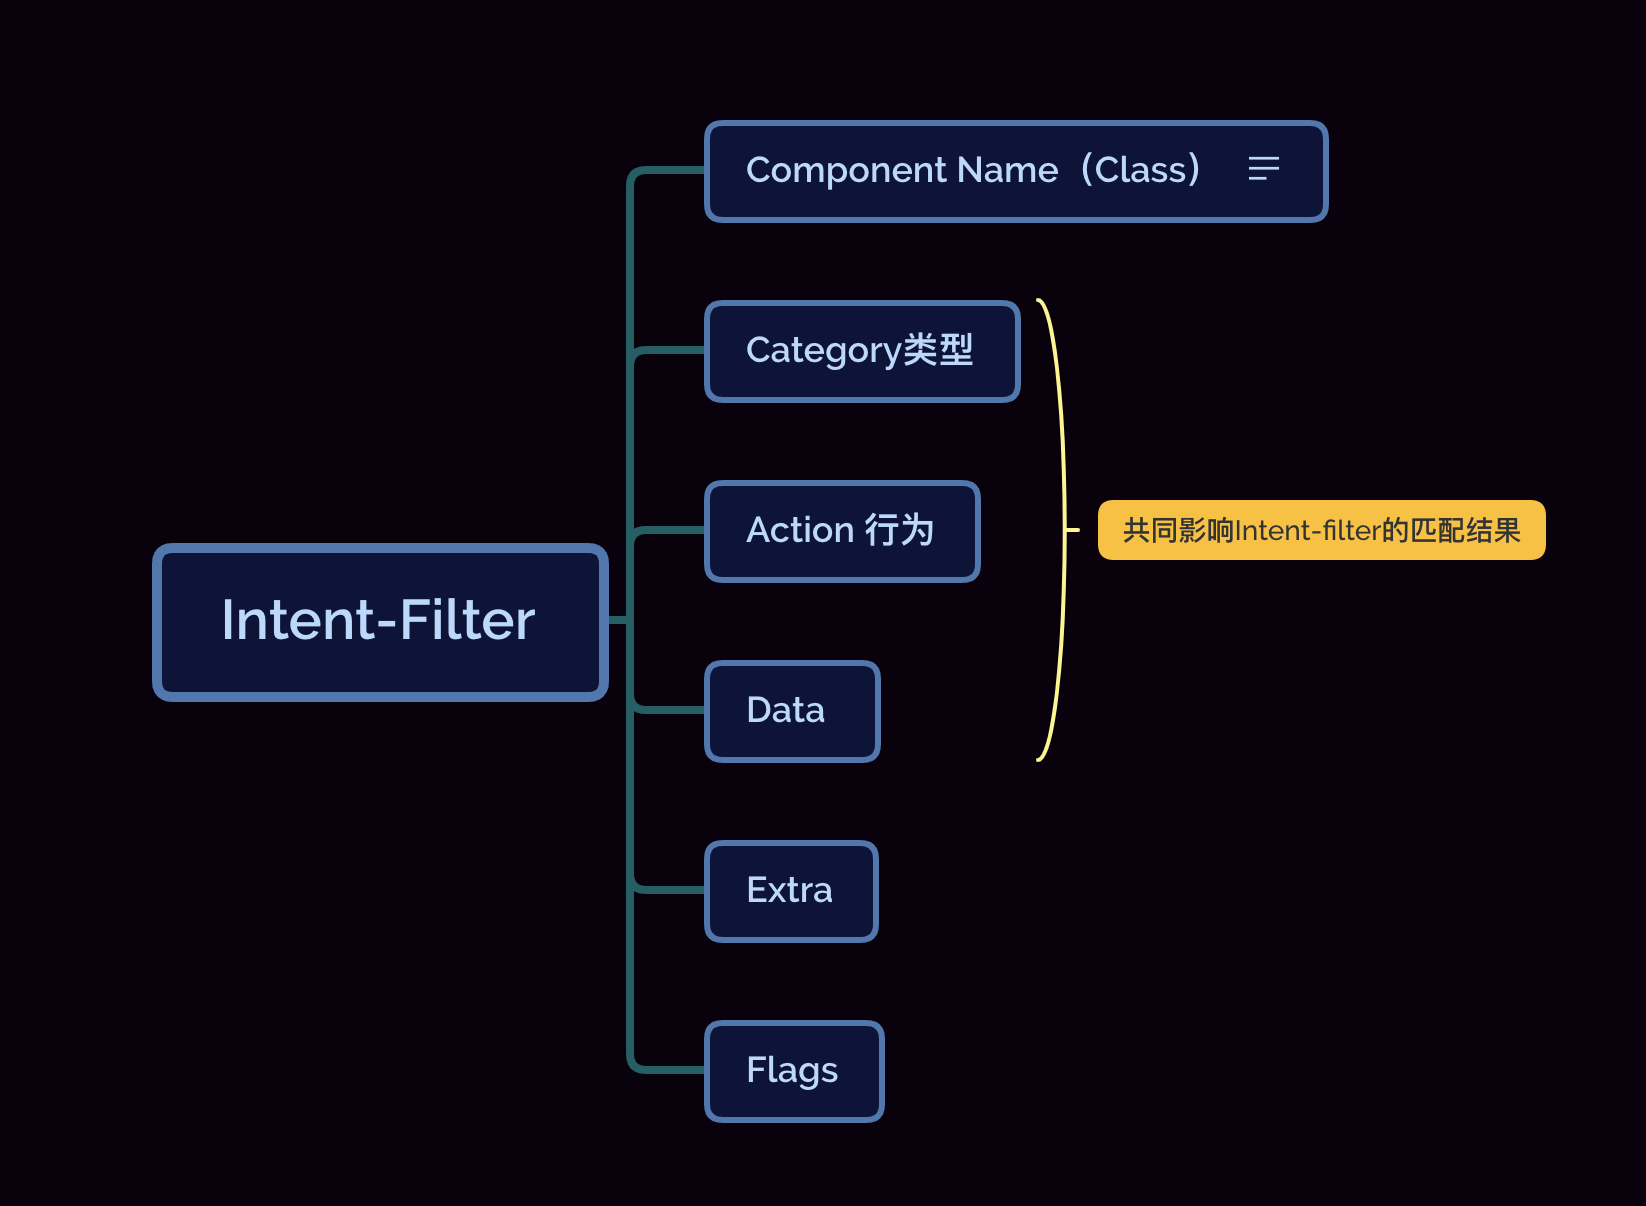 Component Name（Class）
Category类型
Action 行为
共同影响Intent-filter的匹配结果
Intent-Filter
Data
Extra
Flags